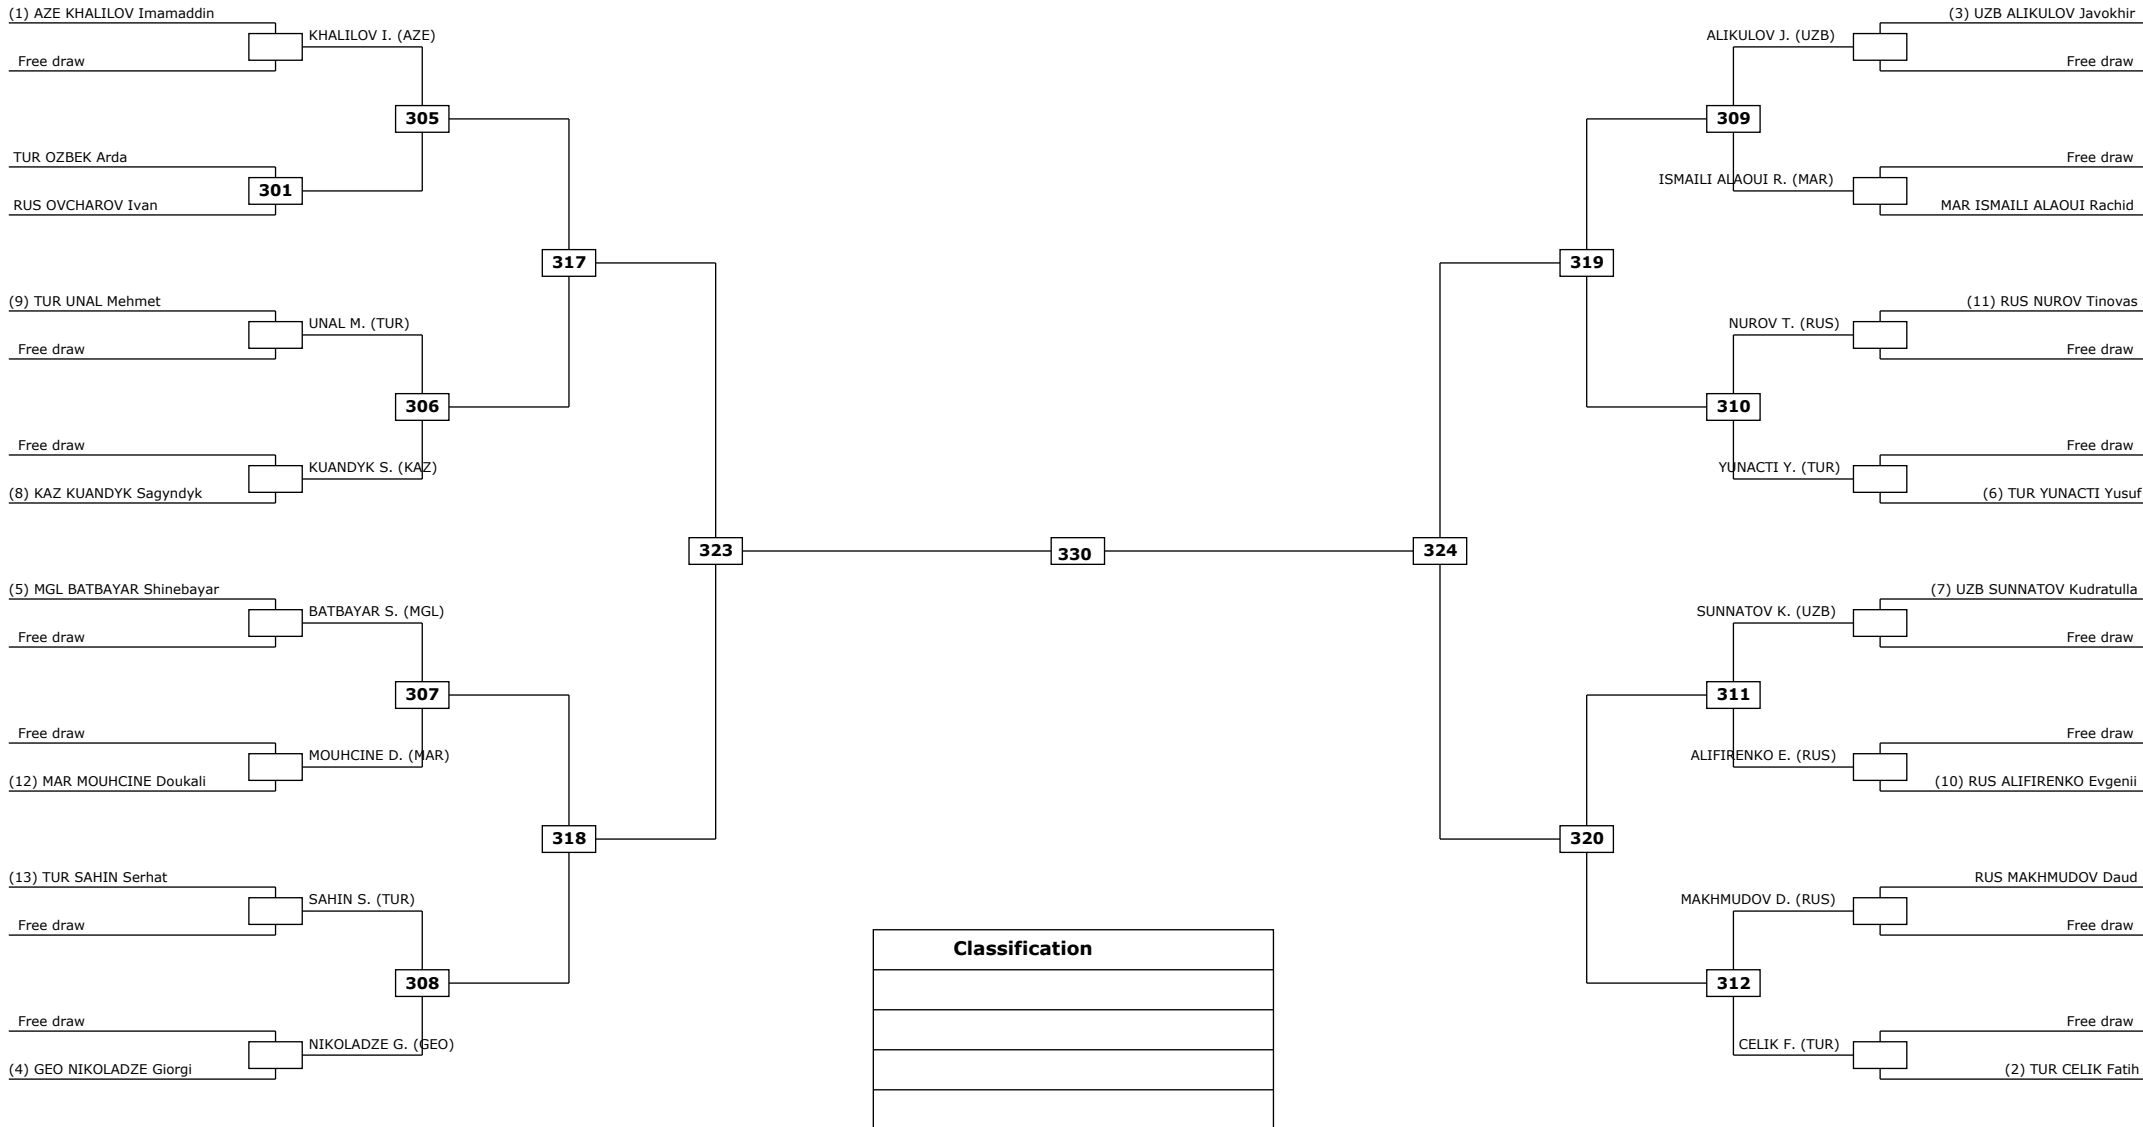 (1) AZE KHALILOV Imamaddin
KHALILOV I. (AZE)
Free draw
305
TUR OZBEK Arda
301
RUS OVCHAROV Ivan
317
(9) TUR UNAL Mehmet
UNAL M. (TUR)
Free draw
306
Free draw
KUANDYK S. (KAZ)
(8) KAZ KUANDYK Sagyndyk
323
(5) MGL BATBAYAR Shinebayar
BATBAYAR S. (MGL)
Free draw
307
Free draw
MOUHCINE D. (MAR)
(12) MAR MOUHCINE Doukali
318
(13) TUR SAHIN Serhat
SAHIN S. (TUR)
Free draw
308
Free draw
NIKOLADZE G. (GEO)
(4) GEO NIKOLADZE Giorgi
330
Classification
(3) UZB ALIKULOV Javokhir
ALIKULOV J. (UZB)
Free draw
309
Free draw
ISMAILI ALAOUI R. (MAR)
MAR ISMAILI ALAOUI Rachid
319
(11) RUS NUROV Tinovas
NUROV T. (RUS)
Free draw
310
Free draw
YUNACTI Y. (TUR)
(6) TUR YUNACTI Yusuf
324
(7) UZB SUNNATOV Kudratulla
SUNNATOV K. (UZB)
Free draw
311
Free draw
ALIFIRENKO E. (RUS)
(10) RUS ALIFIRENKO Evgenii
320
RUS MAKHMUDOV Daud
MAKHMUDOV D. (RUS)
Free draw
312
Free draw
CELIK F. (TUR)
(2) TUR CELIK Fatih